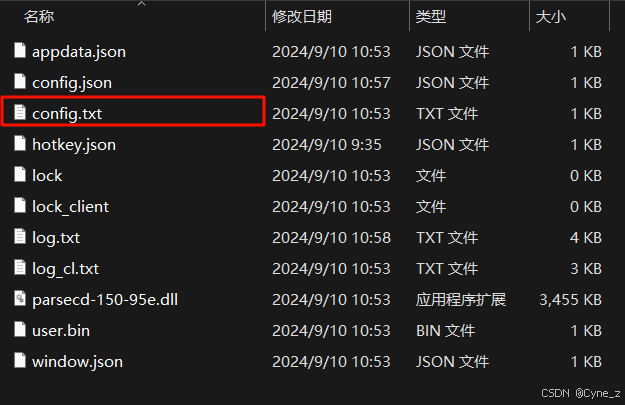 名称 修改日期 类型 大小
appdata.json 2024/9/10 10:53 JSON 文件 1 KB
config.json 2024/9/10 10:57 JSON 文件 1 KB
config.txt 2024/9/10 10:53 TXT 文件 1 KB
hotkey.json 2024/9/10 9:35 JSON 文件 1 KB
lock 2024/9/10 10:53 文件 0 KB
lock_client 2024/9/10 10:53 文件 0 KB
log.txt 2024/9/10 10:58 TXT 文件 4 KB
log_cl.txt 2024/9/10 10:53 TXT 文件 3 KB
parsecd-150-95e.dll 2024/9/10 10:53 应用程序扩展 3,455 KB
user.bin 2024/9/10 10:53 BIN 文件 1 KB
window.json 2024/9/10 10:53 JSON 文件 1 KB
CSDN @Cyne_z